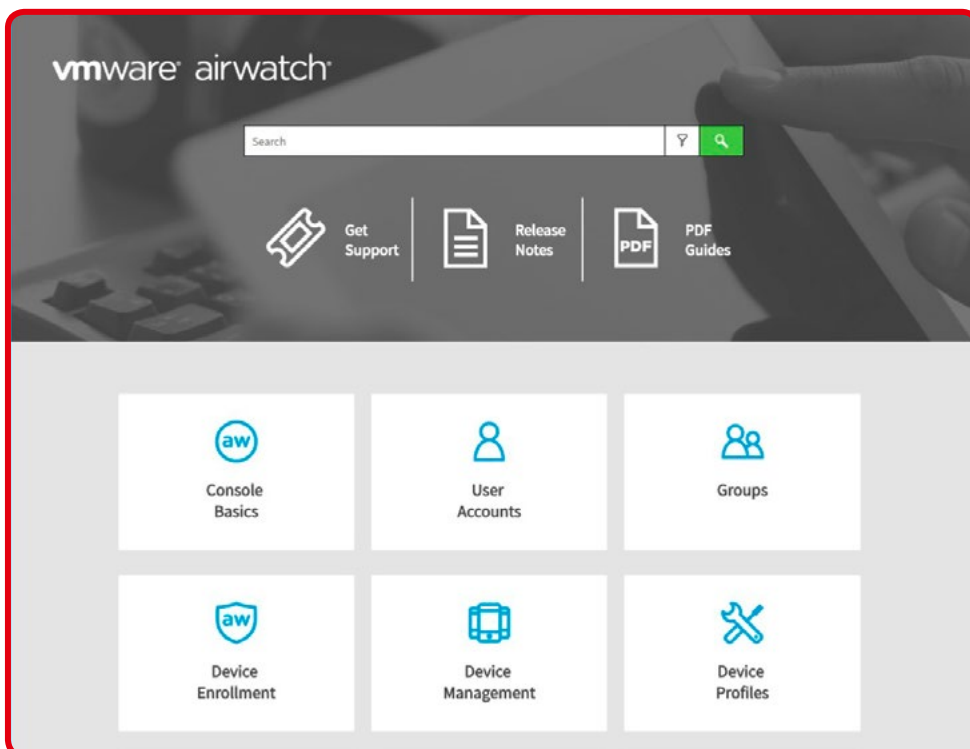 vmware airwatch
Search
Get
Support
Release
Notes
PDF
PDF
Guides
aw
Console
Basics
User
Accounts
Groups
aw
Device
Enrollment
Device
Management
Device
Profiles